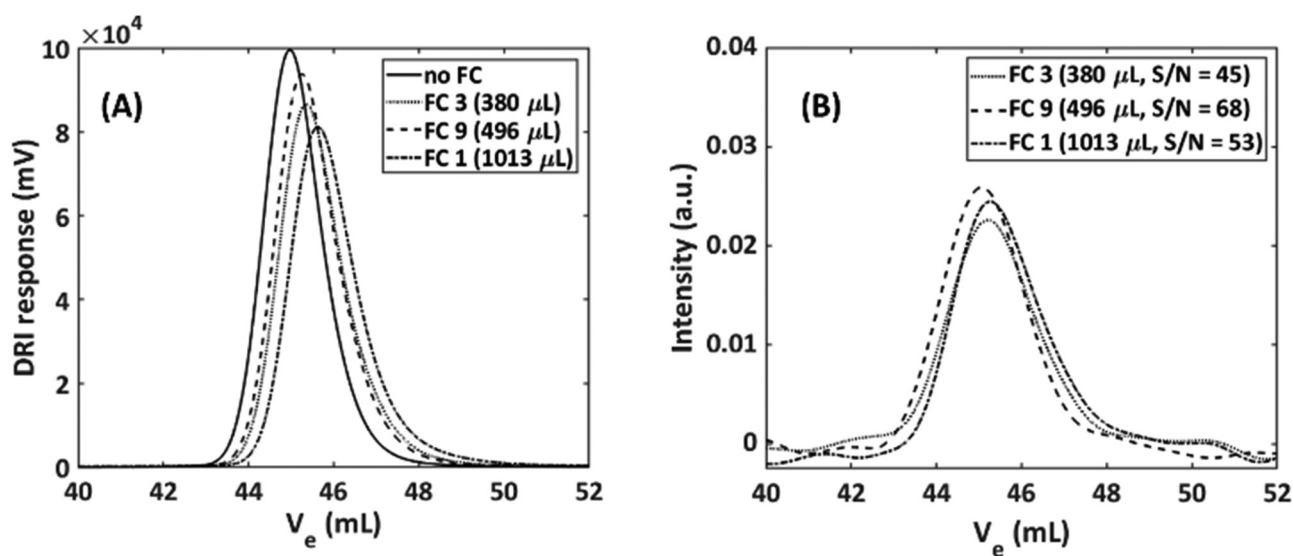 ×10⁴
10
8
6
4
2
0
DRI response (mV)
(A)
no FC
FC 3 (380 μL)
FC 9 (496 μL)
FC 1 (1013 μL)
40 42 44 46 48 50 52
Vₑ (mL)
0.04
0.03
0.02
0.01
0
Intensity (a.u.)
(B)
FC 3 (380 μL, S/N = 45)
FC 9 (496 μL, S/N = 68)
FC 1 (1013 μL, S/N = 53)
40 42 44 46 48 50 52
Vₑ (mL)